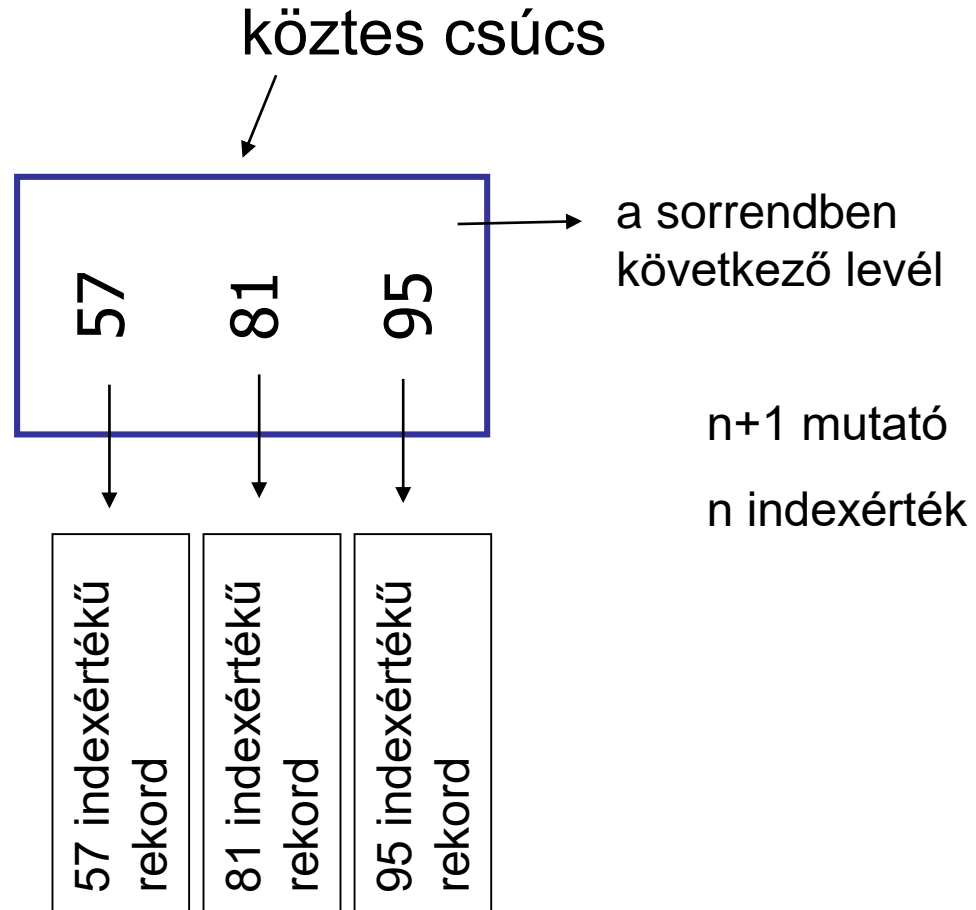 köztes csúcs
a sorrendben
következő levél
57
81
95
n+1 mutató
n indexérték
57 indexértékű
rekord
81 indexértékű
rekord
95 indexértékű
rekord